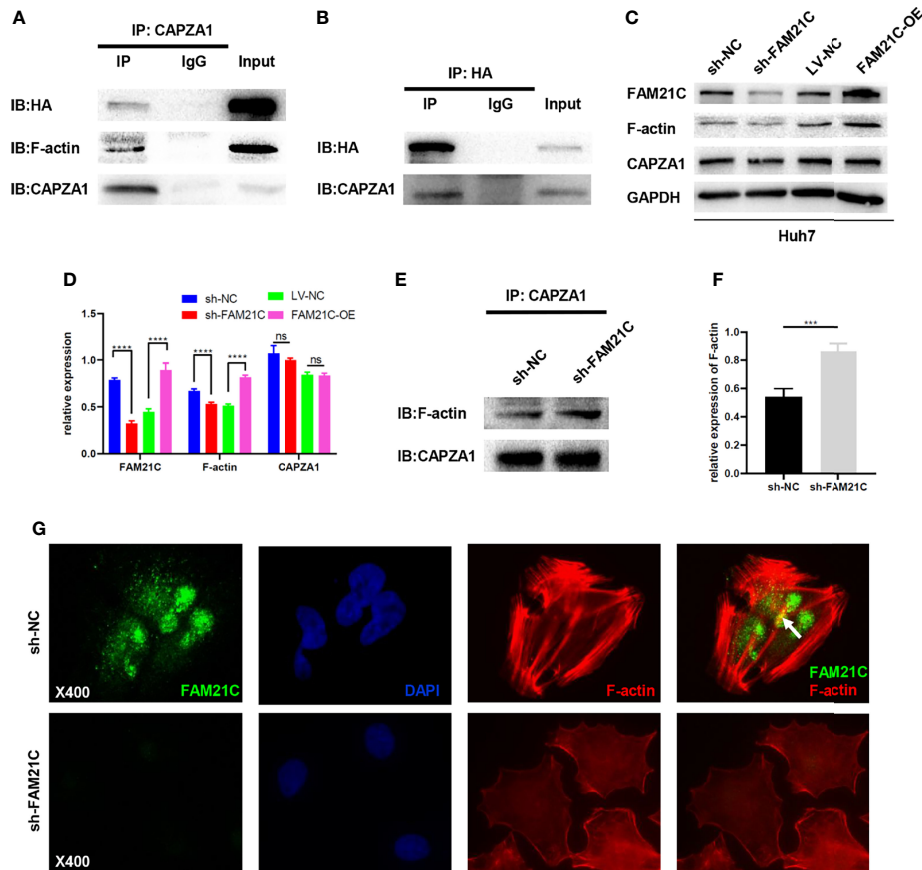 A
IP: CAPZA1
IP IgG Input
IB:HA
IB:F-actin
IB:CAPZA1
B
IP: HA
IP IgG Input
IB:HA
IB:CAPZA1
C
sh-NC sh-FAM21C LV-NC FAM21C-OE
FAM21C
F-actin
CAPZA1
GAPDH
Huh7
D
sh-NC LV-NC
sh-FAM21C FAM21C-OE
relative expression
1.5
1.0
0.5
0.0
**** **** **** **** ns ns
FAM21C F-actin CAPZA1
E
IP: CAPZA1
sh-NC sh-FAM21C
IB:F-actin
IB:CAPZA1
F
relative expression of F-actin
1.0
0.8
0.6
0.4
0.2
0.0
***
sh-NC sh-FAM21C
G
sh-NC
X400 FAM21C DAPI F-actin FAM21C
F-actin
sh-FAM21C
X400